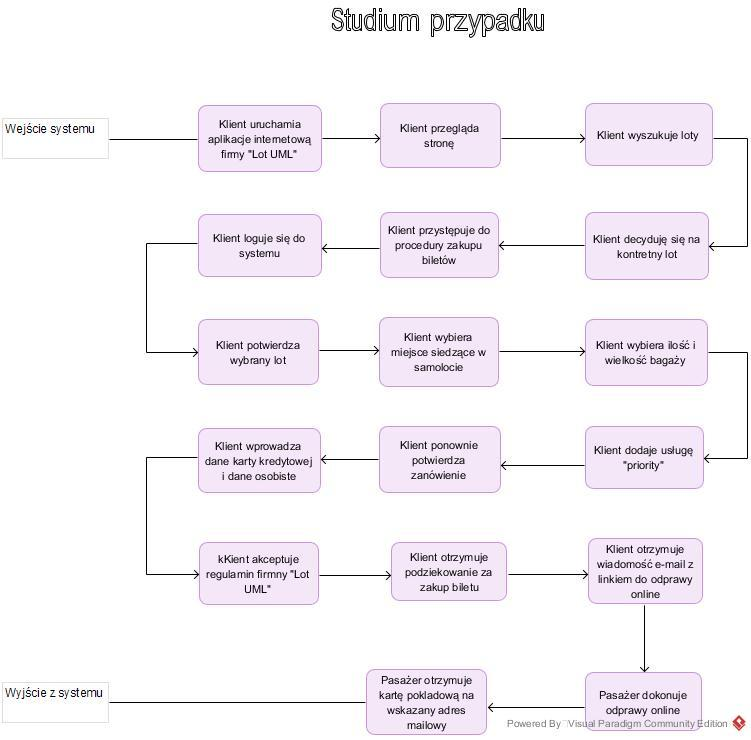 Studium przypadku
Wejście systemu
Klient uruchamia
aplikacje internetową
firmy "Lot UML"
Klient przegląda
stronę
Klient wyszukuje loty
Klient decyduję się na
kontretny lot
Klient przystępuje do
procedury zakupu
biletów
Klient loguje się do
systemu
Klient potwierdza
wybrany lot
Klient wybiera
miejsce siedzące w
samolocie
Klient wybiera ilość i
wielkość bagaży
Klient dodaje usługę
"priority"
Klient ponownie
potwierdza
zanówienie
Klient wprowadza
dane karty kredytowej
i dane osobiste
kKient akceptuje
regulamin firmny "Lot
UML"
Klient otrzymuje
podziekowanie za
zakup biletu
Klient otrzymuje
wiadomość e-mail z
linkiem do odprawy
online
Pasażer dokonuje
odprawy online
Pasażer otrzymuje
kartę pokladową na
wskazany adres
mailowy
Wyjście z systemu
Powered By Visual Paradigm Community Edition